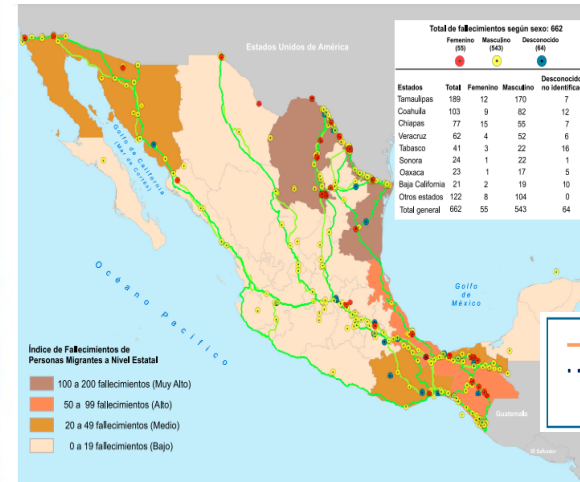 Total de fallecimientos según sexo: 662
Femenino Masculino Desconocido
(55) (543) (64)
Estados Total Femenino Masculino Desconocido no identifica
Tamaulipas 189 12 170 7
Coahuila 103 9 82 12
Chiapas 77 15 55 7
Veracruz 62 4 52 6
Tabasco 41 3 22 16
Sonora 24 1 22 1
Oaxaca 23 1 17 5
Baja California 21 2 19 10
Otros estados 122 8 104 0
Total general 662 55 543 64
Estados Unidos de América
Golfo de California
(Mar de Cortés)
Océano Pacífico
Golfo
de
México
Guatemala
El Salvador
Índice de Fallecimientos de
Personas Migrantes a Nivel Estatal
100 a 200 fallecimientos (Muy Alto)
50 a 99 fallecimientos (Alto)
20 a 49 fallecimientos (Medio)
0 a 19 fallecimientos (Bajo)